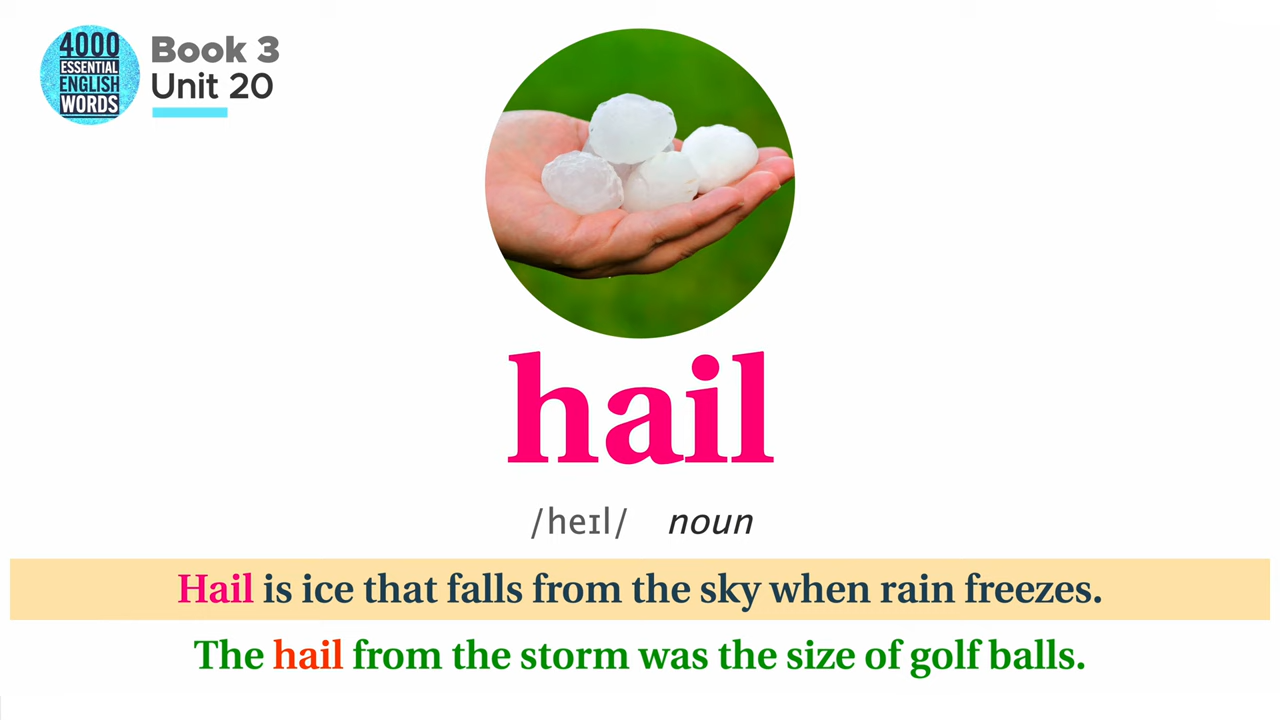 4000
ESSENTIAL
ENGLISH
WORDS
Book 3
Unit 20
hail
/heɪl/ noun
Hail is ice that falls from the sky when rain freezes.
The hail from the storm was the size of golf balls.